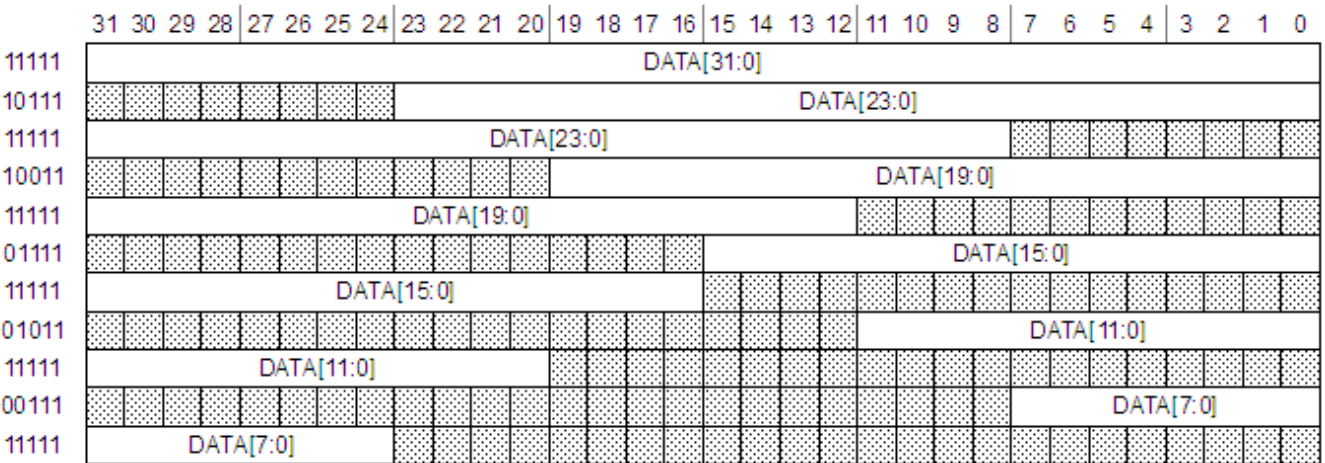 31 30 29 28 27 26 25 24 23 22 21 20 19 18 17 16 15 14 13 12 11 10 9 8 7 6 5 4 3 2 1 0
11111 DATA[31:0]
10111 DATA[23:0]
11111 DATA[23:0]
10011 DATA[19:0]
11111 DATA[19:0]
01111 DATA[15:0]
11111 DATA[15:0]
01011 DATA[11:0]
11111 DATA[11:0]
00111 DATA[7:0]
11111 DATA[7:0]